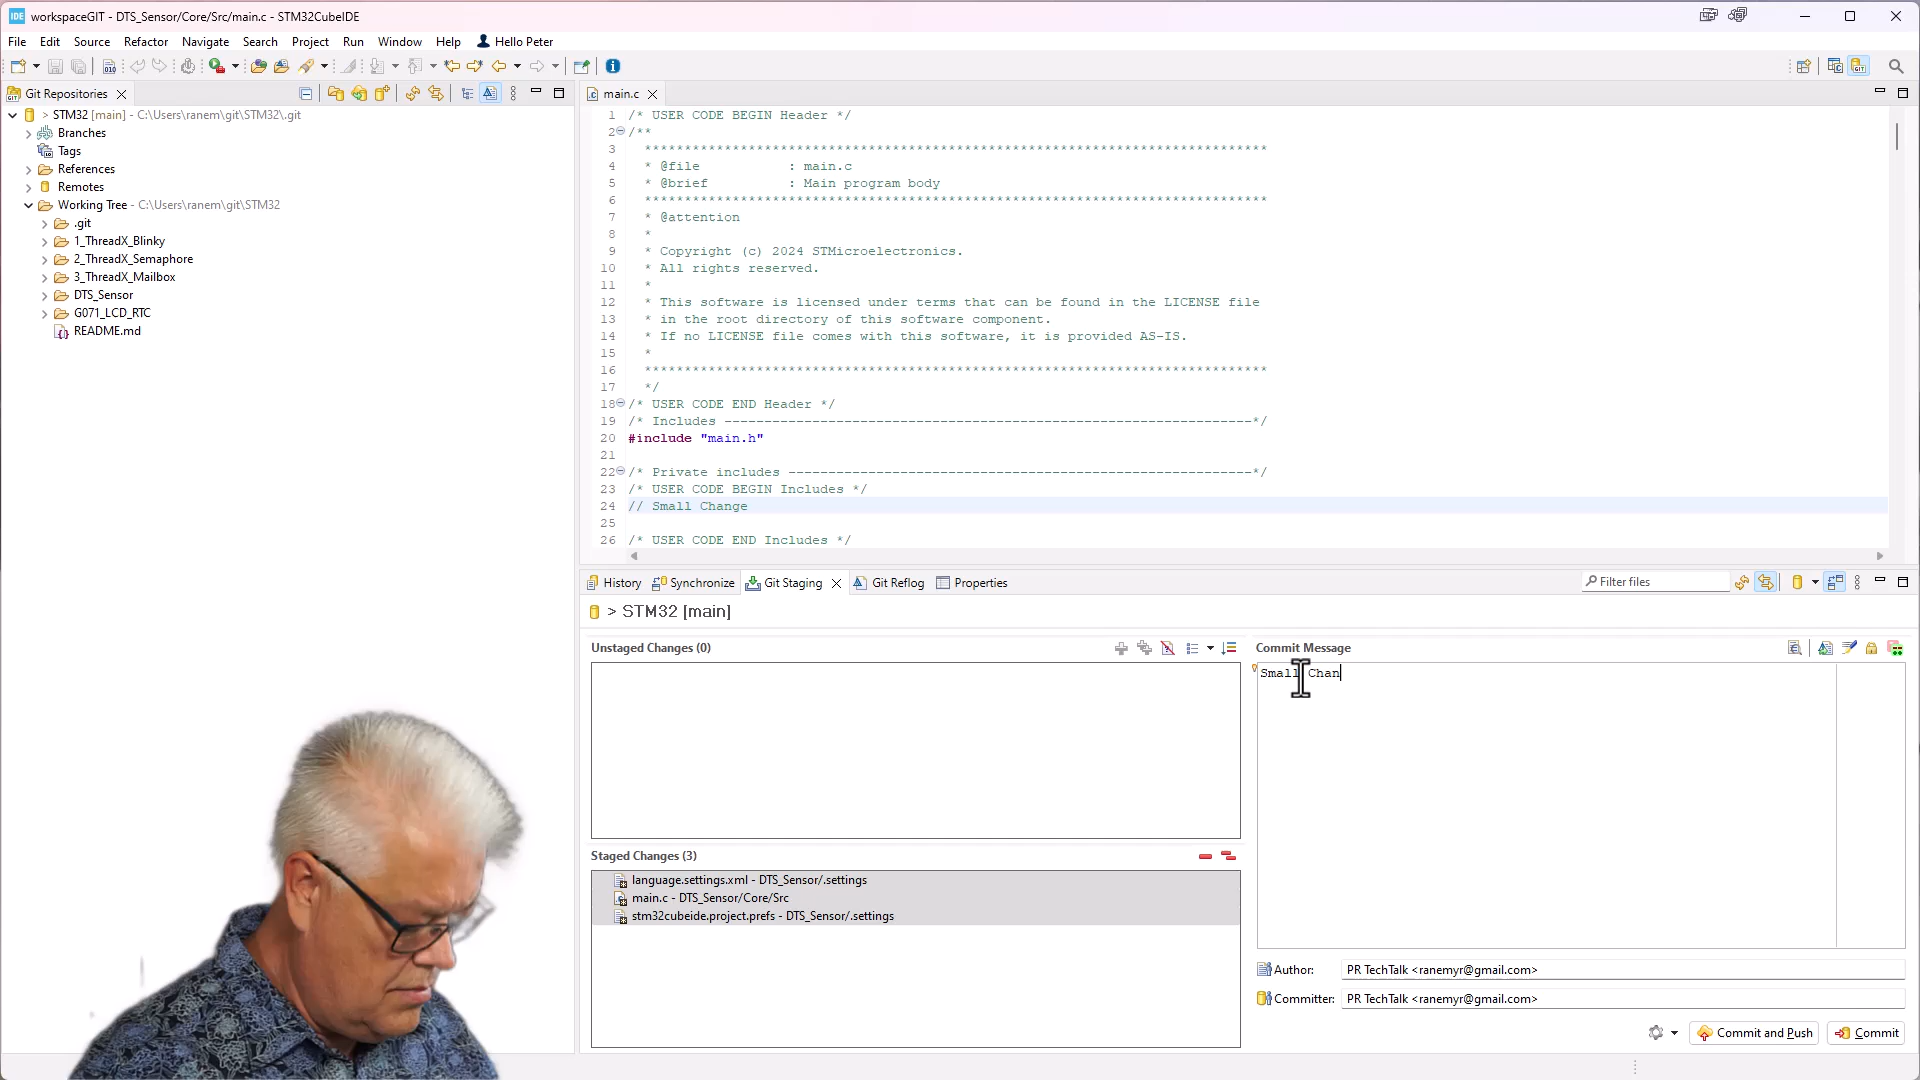 IDE workspaceGIT - DTS_Sensor/Core/Src/main.c - STM32CubeIDE
File Edit Source Refactor Navigate Search Project Run Window Help Hello Peter
Git Repositories
> STM32 [main] - C:\Users\ranem\git\STM32\.git
Branches
Tags
References
Remotes
Working Tree - C:\Users\ranem\git\STM32
.git
1_ThreadX_Blinky
2_ThreadX_Semaphore
3_ThreadX_Mailbox
DTS_Sensor
G071_LCD_RTC
README.md
main.c
1 /* USER CODE BEGIN Header */
2 /**
3 ******************************************************************************
4 * @file : main.c
5 * @brief : Main program body
6 ******************************************************************************
7 * @attention
8 *
9 * Copyright (c) 2024 STMicroelectronics.
10 * All rights reserved.
11 *
12 * This software is licensed under terms that can be found in the LICENSE file
13 * in the root directory of this software component.
14 * If no LICENSE file comes with this software, it is provided AS-IS.
15 *
16 ******************************************************************************
17 */
18 /* USER CODE END Header */
19 /* Includes ------------------------------------------------------------------*/
20 #include "main.h"
21
22 /* Private includes ----------------------------------------------------------*/
23 /* USER CODE BEGIN Includes */
24 // Small Change
25
26 /* USER CODE END Includes */
History Synchronize Git Staging Git Reflog Properties Filter files
> STM32 [main]
Unstaged Changes (0)
Staged Changes (3)
language.settings.xml - DTS_Sensor/.settings
main.c - DTS_Sensor/Core/Src
stm32cubeide.project.prefs - DTS_Sensor/.settings
Commit Message
Small Chan
Author: PR TechTalk <ranemyr@gmail.com>
Committer: PR TechTalk <ranemyr@gmail.com>
Commit and Push Commit